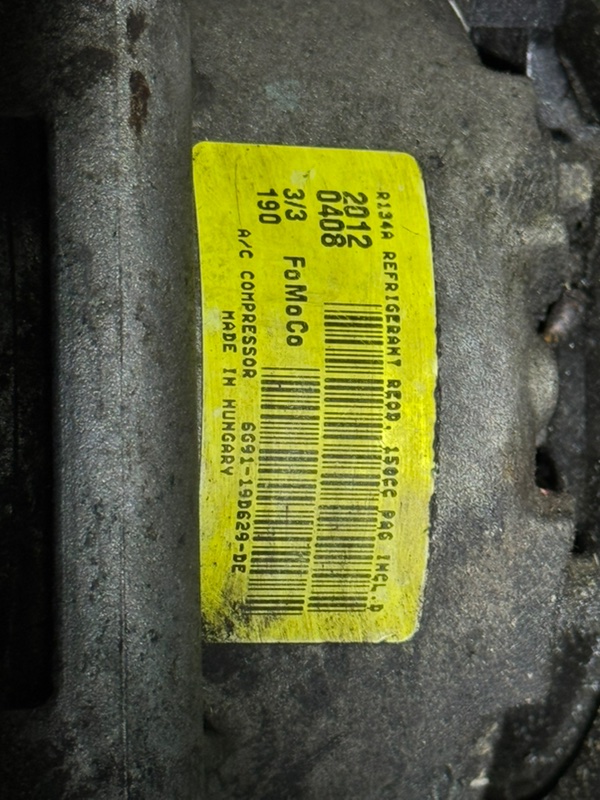 R134A REFRIGERANT REQD. 150CC PAG INCL.D
2012
0408
3/3 FoMoCo
190
A/C COMPRESSOR 6G91-19D629-DE
MADE IN HUNGARY